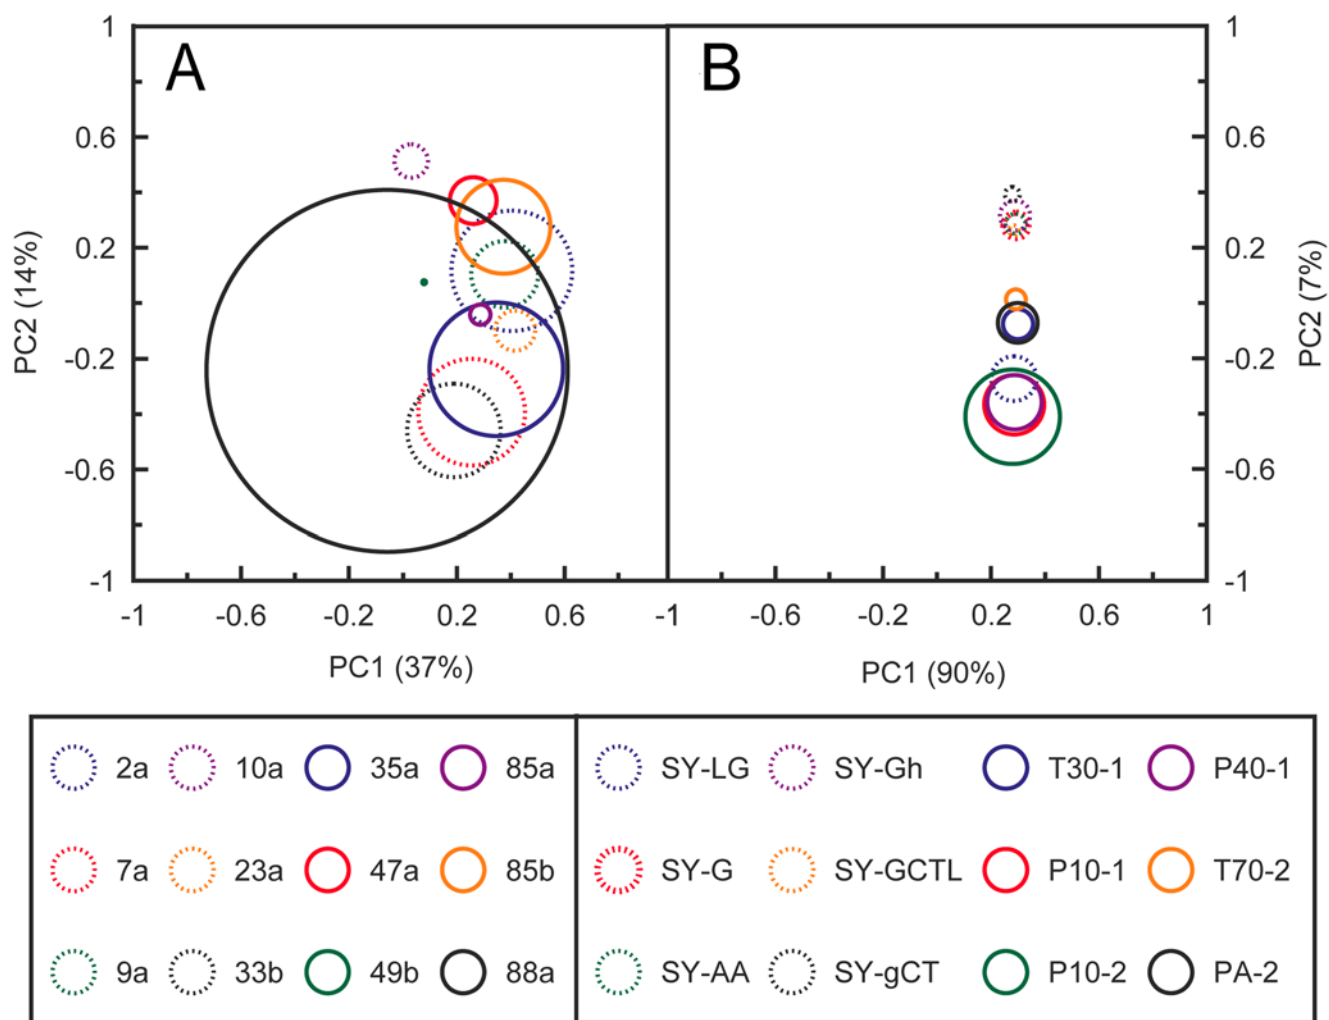 A
B
1
0.6
0.2
-0.2
-0.6
-1
PC2 (14%)
1
0.6
0.2
-0.2
-0.6
-1
PC2 (7%)
-1 -0.6 -0.2 0.2 0.6 -1 -0.6 -0.2 0.2 0.6 1
PC1 (37%) PC1 (90%)
2a 10a 35a 85a SY-LG SY-Gh T30-1 P40-1
7a 23a 47a 85b SY-G SY-GCTL P10-1 T70-2
9a 33b 49b 88a SY-AA SY-gCT P10-2 PA-2